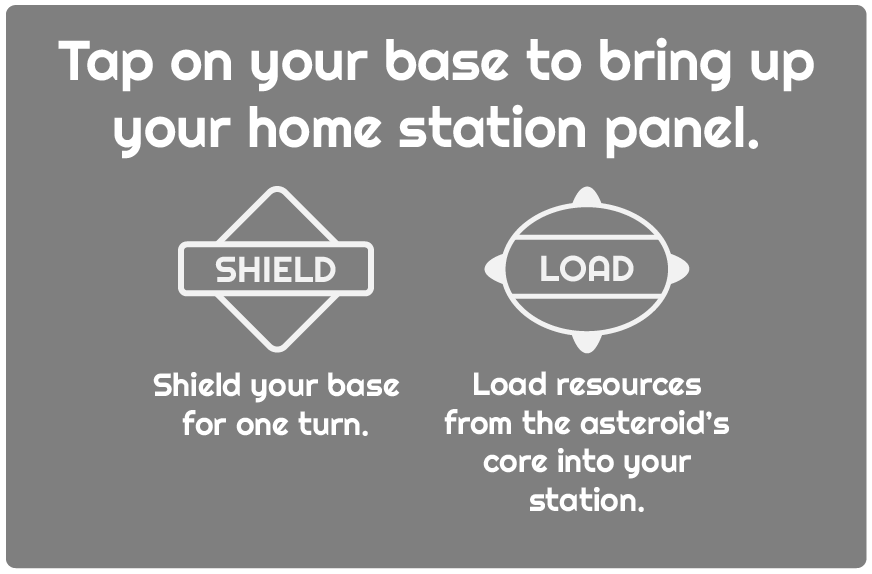 Tap on your base to bring up
your home station panel.
SHIELD
Shield your base
for one turn.
LOAD
Load resources
from the asteroid's
core into your
station.